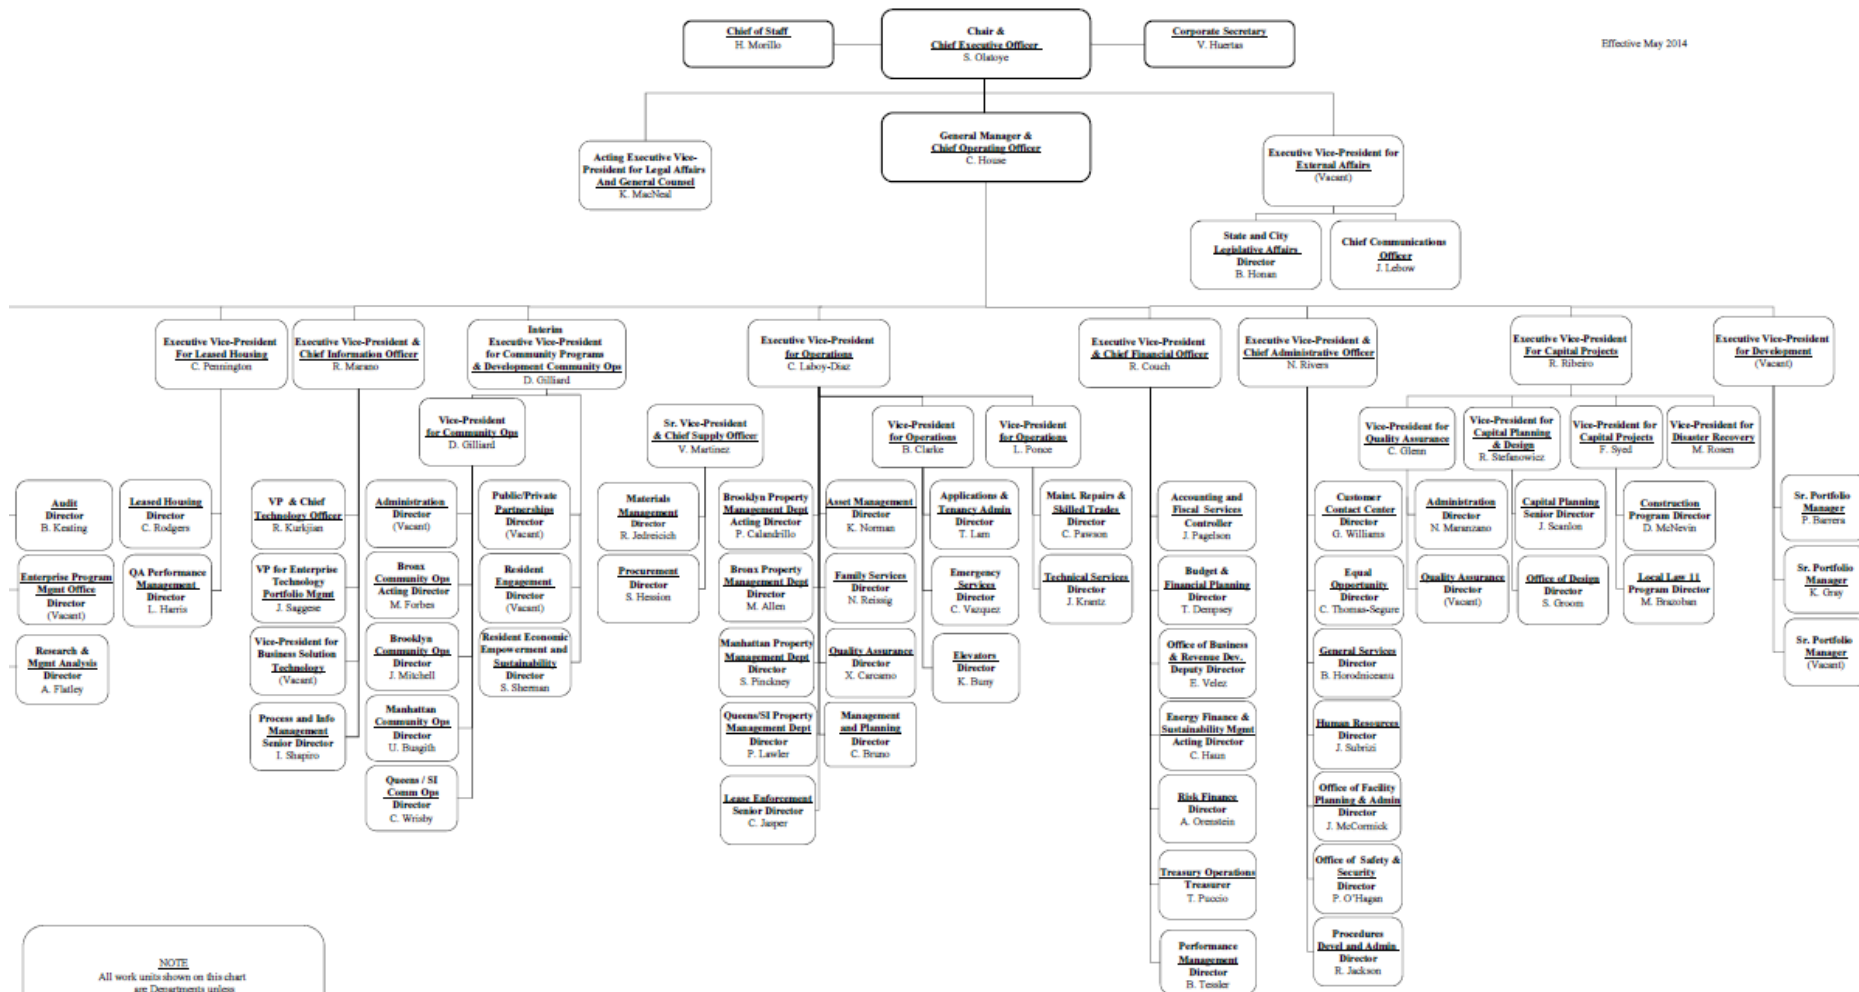 Chief of Staff
H. Morillo
Chair &
Chief Executive Officer
S. Olatoye
Corporate Secretary
V. Huertas
Effective May 2014
Acting Executive Vice-
President for Legal Affairs
And General Counsel
K. MacNeal
General Manager &
Chief Operating Officer
C. House
Executive Vice-President for
External Affairs
(Vacant)
State and City
Legislative Affairs
Director
B. Honan
Chief Communications
Officer
J. Lebow
Executive Vice-President
For Leased Housing
C. Pennington
Executive Vice-President &
Chief Information Officer
R. Marano
Interim
Executive Vice-President
for Community Programs
& Development Community Ops
D. Gilliard
Executive Vice-President
for Operations
C. Laboy-Diaz
Executive Vice-President
& Chief Financial Officer
R. Couch
Executive Vice-President &
Chief Administrative Officer
N. Rivers
Executive Vice-President
For Capital Projects
R. Ribeiro
Executive Vice-President
for Development
(Vacant)
Vice-President
for Community Ops
D. Gilliard
Sr. Vice-President
& Chief Supply Officer
V. Martinez
Vice-President
for Operations
B. Clarke
Vice-President
for Operations
L. Ponce
Vice-President for
Quality Assurance
C. Glenn
Vice-President for
Capital Planning
& Design
R. Stefanowicz
Vice-President for
Capital Projects
F. Syed
Vice-President for
Disaster Recovery
M. Rosen
Audit
Director
B. Keating
Enterprise Program
Mgmt Office
Director
(Vacant)
Research &
Mgmt Analysis
Director
A. Flatley
Leased Housing
Director
C. Rodgers
QA Performance
Management
Director
L. Harris
VP & Chief
Technology Officer
R. Kurkjian
VP for Enterprise
Technology
Portfolio Mgmt
J. Saggese
Vice-President for
Business Solution
Technology
(Vacant)
Process and Info
Management
Senior Director
I. Shapiro
Administration
Director
(Vacant)
Bronx
Community Ops
Acting Director
M. Forbes
Brooklyn
Community Ops
Director
J. Mitchell
Manhattan
Community Ops
Director
U. Busgith
Queens / SI
Comm Ops
Director
C. Wrisby
Public/Private
Partnerships
Director
(Vacant)
Resident
Engagement
Director
(Vacant)
Resident Economic
Empowerment and
Sustainability
Director
S. Sherman
Materials
Management
Director
R. Jedreicich
Procurement
Director
S. Hession
Brooklyn Property
Management Dept
Acting Director
P. Calandrillo
Bronx Property
Management Dept
Director
M. Allen
Manhattan Property
Management Dept
Director
S. Pinckney
Queens/SI Property
Management Dept
Director
P. Lawler
Lease Enforcement
Senior Director
C. Jasper
Asset Management
Director
K. Norman
Family Services
Director
N. Reissig
Quality Assurance
Director
X. Carcamo
Management
and Planning
Director
C. Bruno
Applications &
Tenancy Admin
Director
T. Lam
Emergency
Services
Director
C. Vazquez
Elevators
Director
K. Buny
Maint. Repairs &
Skilled Trades
Director
C. Pawson
Technical Services
Director
J. Krantz
Accounting and
Fiscal Services
Controller
J. Pagelson
Budget &
Financial Planning
Director
T. Dempsey
Office of Business
& Revenue Dev.
Deputy Director
E. Velez
Energy Finance &
Sustainability Mgmt
Acting Director
C. Haun
Risk Finance
Director
A. Orenstein
Treasury Operations
Treasurer
T. Puccio
Performance
Management
Director
B. Tessler
Customer
Contact Center
Director
G. Williams
Equal
Opportunity
Director
C. Thomas-Segure
General Services
Director
B. Horodniceanu
Human Resources
Director
J. Subrizi
Office of Facility
Planning & Admin
Director
J. McCormick
Office of Safety &
Security
Director
P. O'Hagan
Procedures
Devel and Admin
Director
R. Jackson
Administration
Director
N. Maranzano
Quality Assurance
Director
(Vacant)
Capital Planning
Senior Director
J. Scanlon
Office of Design
Director
S. Groom
Construction
Program Director
D. McNevin
Local Law 11
Program Director
M. Brazoban
Sr. Portfolio
Manager
P. Barrera
Sr. Portfolio
Manager
K. Gray
Sr. Portfolio
Manager
(Vacant)
NOTE
All work units shown on this chart
are Departments unless